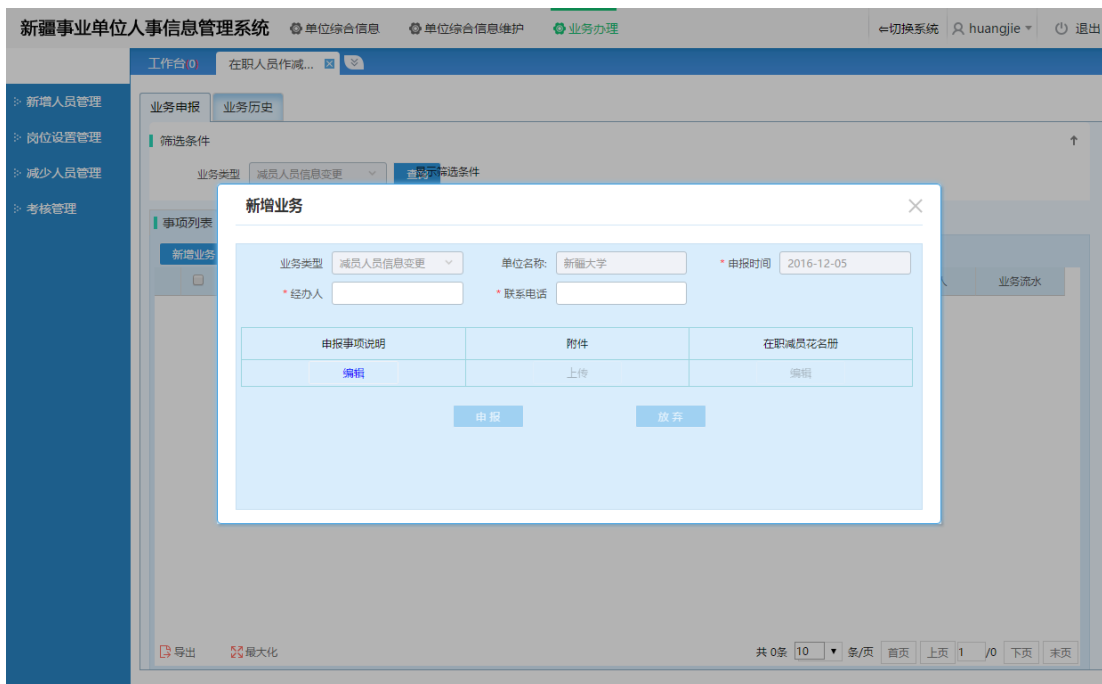 新疆事业单位人事信息管理系统 单位综合信息 单位综合信息维护 业务办理 切换系统 huangjie 退出
工作台0 在职人员作减...
新增人员管理
岗位设置管理
减少人员管理
考核管理
业务申报 业务历史
筛选条件
业务类型 减员人员信息变更 显示筛选条件
新增业务
事项列表
业务类型 减员人员信息变更 单位名称: 新疆大学 * 申报时间 2016-12-05
新增业务
* 经办人 * 联系电话
业务流水
申报事项说明 附件 在职减员花名册
编辑 上传 编辑
申报 放弃
导出 最大化 共 0条 10 条/页 首页 上页 1 /0 下页 末页